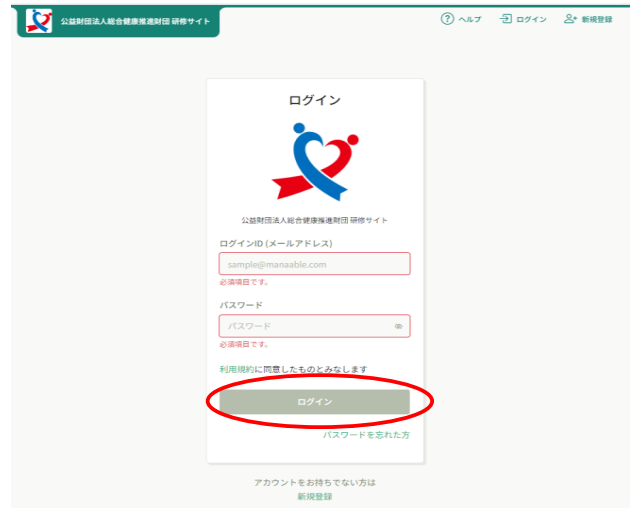 公益財団法人総合健康推進財団 研修サイト
ヘルプ ログイン 新規登録
ログイン
公益財団法人総合健康推進財団 研修サイト
ログインID (メールアドレス)
sample@manaable.com
必須項目です。
パスワード
パスワード
必須項目です。
利用規約に同意したものとみなします
ログイン
パスワードを忘れた方
アカウントをお持ちでない方は
新規登録